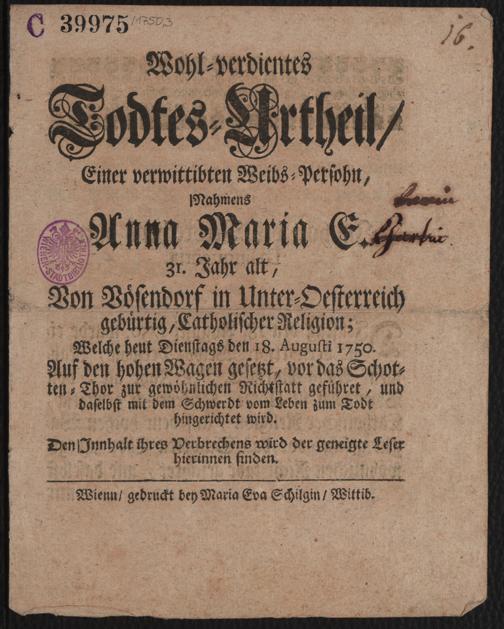 C 39975 /1750,3
16.
Wohl-verdientes
Todtes-Urtheil/
Einer verwittibten Weibs-Persohn,
Nahmens
Anna Maria E.
31. Jahr alt,
Von Vösendorf in Unter-Oesterreich
gebürtig, Catholischer Religion;
Welche heut Dienstags den 18. Augusti 1750.
Auf den hohen Wagen gesetzt, vor das Schot-
ten-Thor zur gewöhnlichen Richtstatt geführet, und
daselbst mit dem Schwerdt vom Leben zum Todt
hingerichtet wird.
Den Innhalt ihres Verbrechens wird der geneigte Leser
hierinnen finden.
Wienn/ gedruckt bey Maria Eva Schilgin/ Wittib.